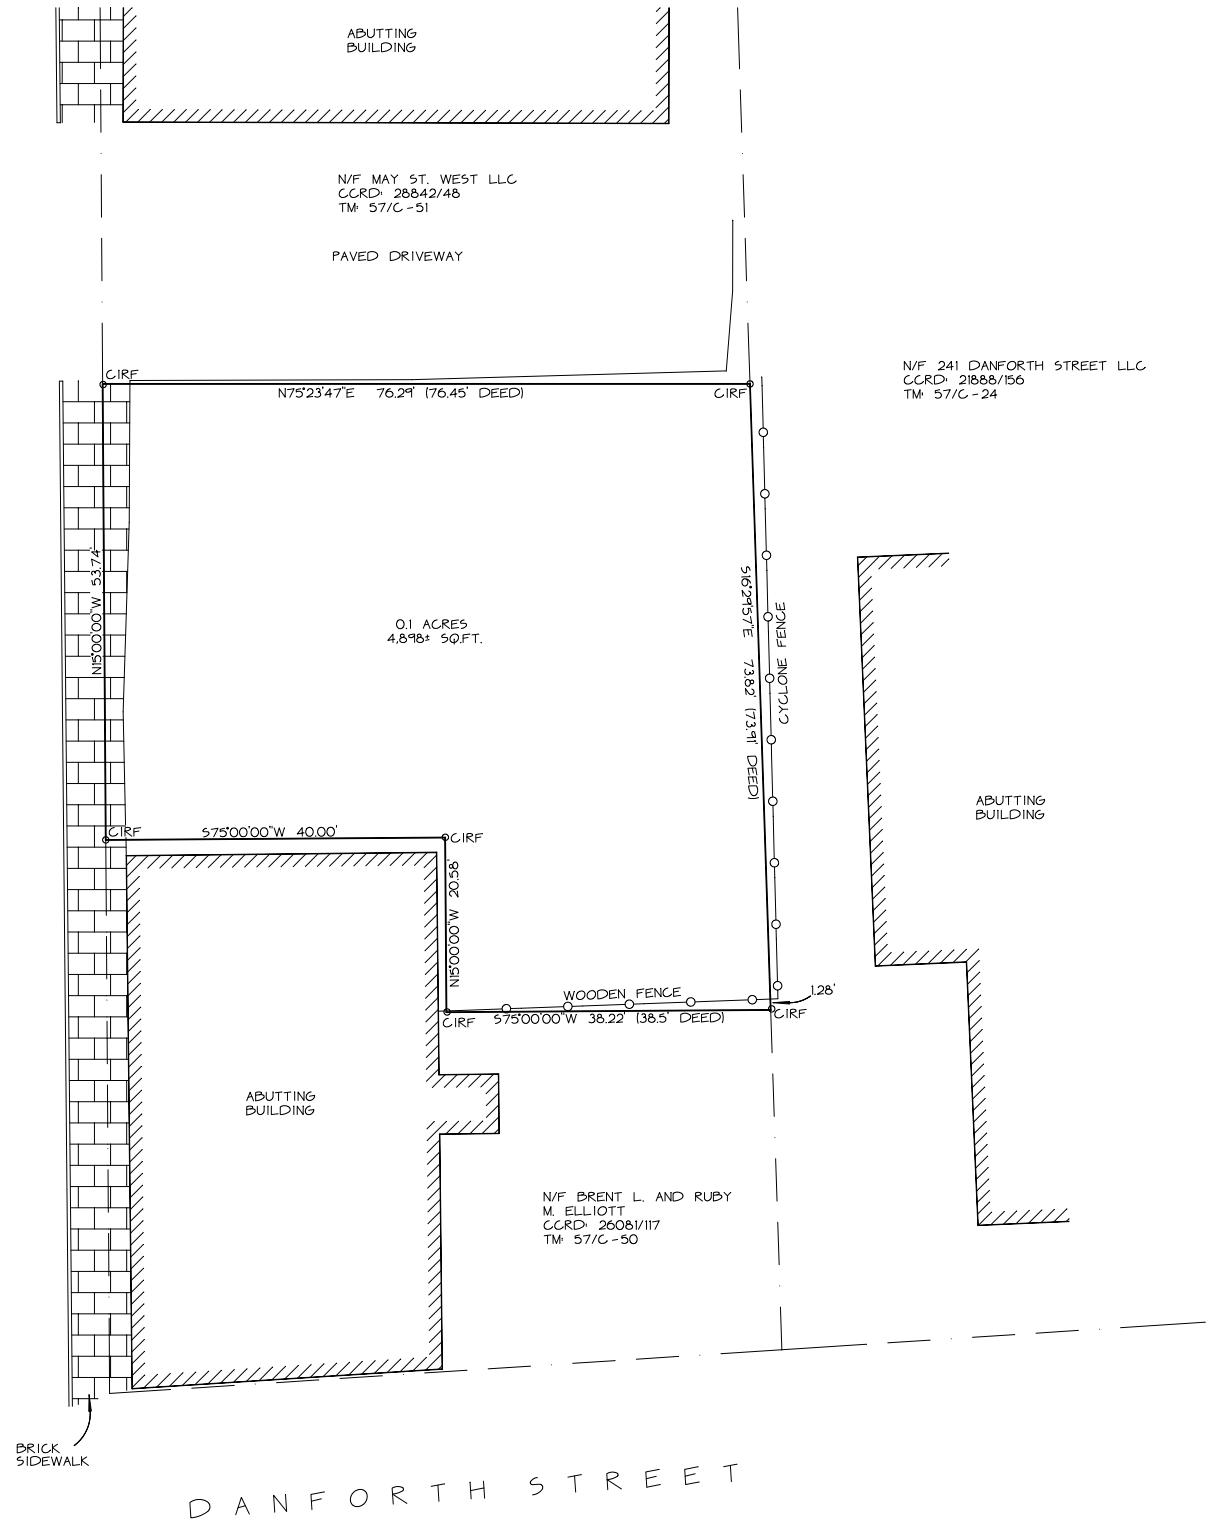 ABUTTING
BUILDING
N/F MAY ST. WEST LLC
CCRD: 28842/48
TM: 57/C-51
PAVED DRIVEWAY
N/F 241 DANFORTH STREET LLC
CCRD: 21888/156
TM: 57/C-24
CIRF
N75°23'47"E 76.29' (76.45' DEED)
CIRF
N15°00'00"W 53.74'
0.1 ACRES
4,898± SQ.FT.
S16°29'57"E 73.82' (73.91' DEED)
CYCLONE FENCE
ABUTTING
BUILDING
CIRF
S75°00'00"W 40.00'
CIRF
N15°00'00"W 20.58'
WOODEN FENCE
1.28'
CIRF
S75°00'00"W 38.22' (38.5' DEED)
CIRF
ABUTTING
BUILDING
N/F BRENT L. AND RUBY
M. ELLIOTT
CCRD: 26081/117
TM: 57/C-50
BRICK
SIDEWALK
DANFORTH STREET